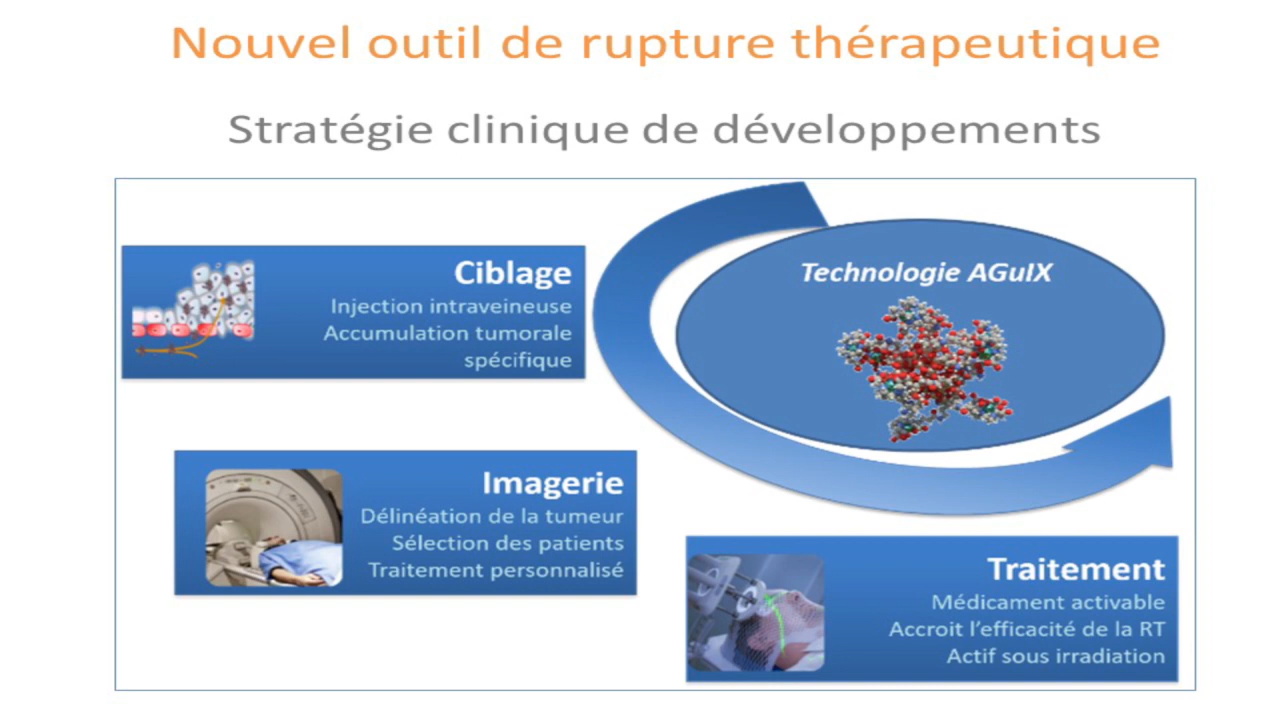 Nouvel outil de rupture thérapeutique
Stratégie clinique de développements
Technologie AGuIX
Ciblage
Injection intraveineuse
Accumulation tumorale
spécifique
Imagerie
Délinéation de la tumeur
Sélection des patients
Traitement personnalisé
Traitement
Médicament activable
Accroit l’efficacité de la RT
Actif sous irradiation